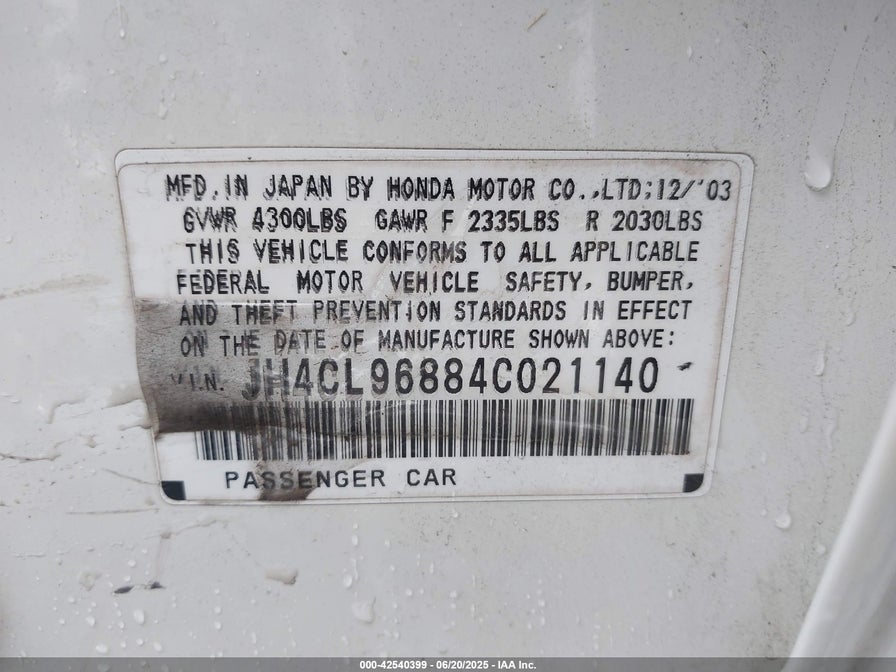 MFD. IN JAPAN BY HONDA MOTOR CO.,LTD;12/'03
GVWR 4300LBS GAWR F 2335LBS R 2030LBS
THIS VEHICLE CONFORMS TO ALL APPLICABLE
FEDERAL MOTOR VEHICLE SAFETY, BUMPER,
AND THEFT PREVENTION STANDARDS IN EFFECT
ON THE DATE OF MANUFACTURE SHOWN ABOVE:
V.I.N. JH4CL96884C021140
PASSENGER CAR
000-42540399 - 06/20/2025 - IAA Inc.